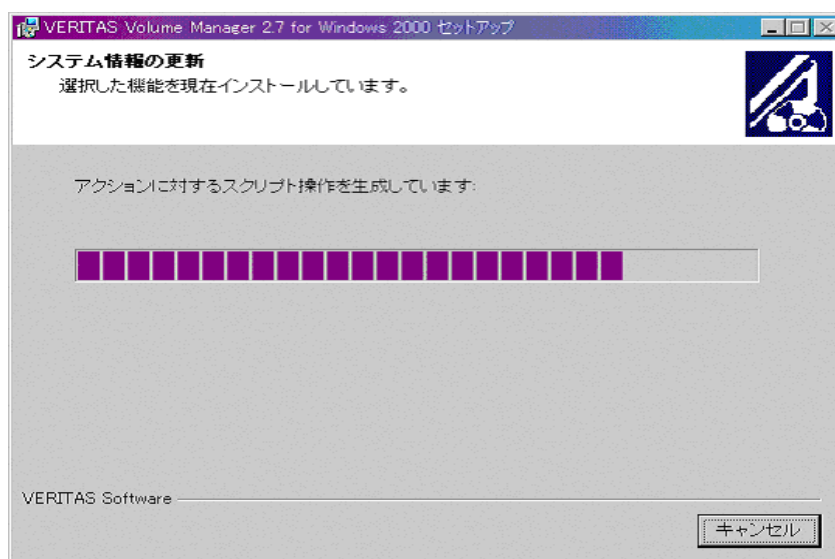 VERITAS Volume Manager 2.7 for Windows 2000 セットアップ
システム情報の更新
選択した機能を現在インストールしています。
アクションに対するスクリプト操作を生成しています:
VERITAS Software
キャンセル